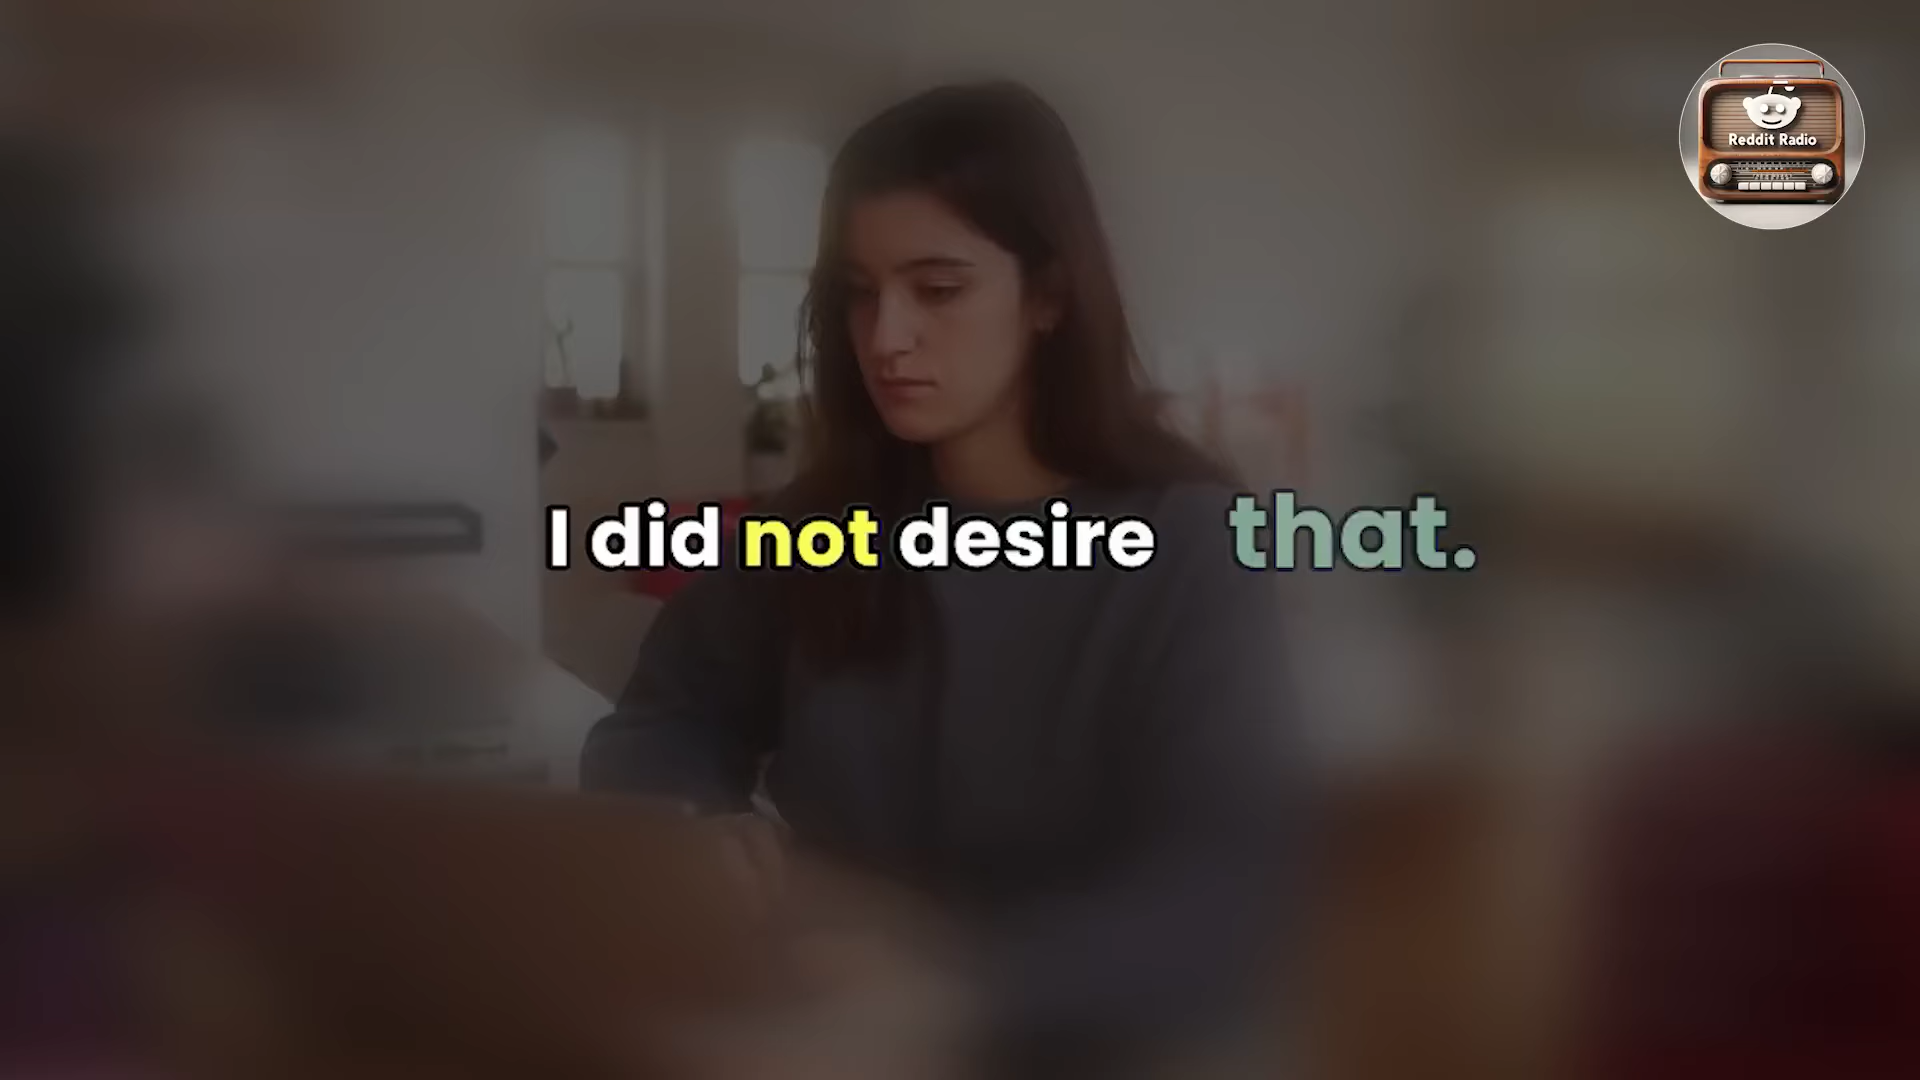 Reddit Radio
I did not desire that.